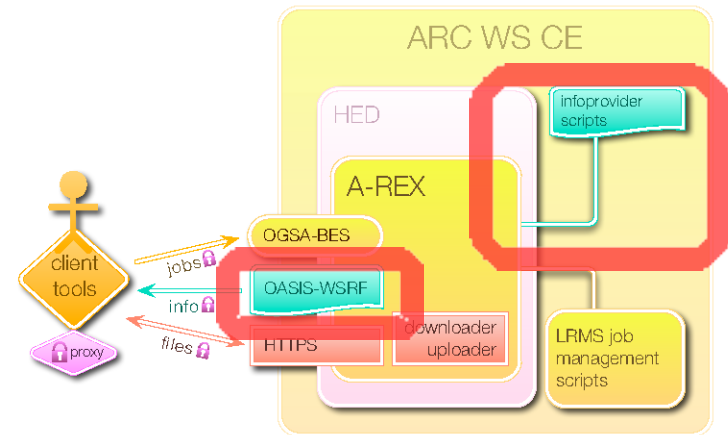 ARC WS CE
infoprovider
scripts
HED
A-REX
OGSA-BES
client
tools
jobs
OASIS-WSRF
info
HTTPS
files
downloader
uploader
proxy
LRMS job
management
scripts